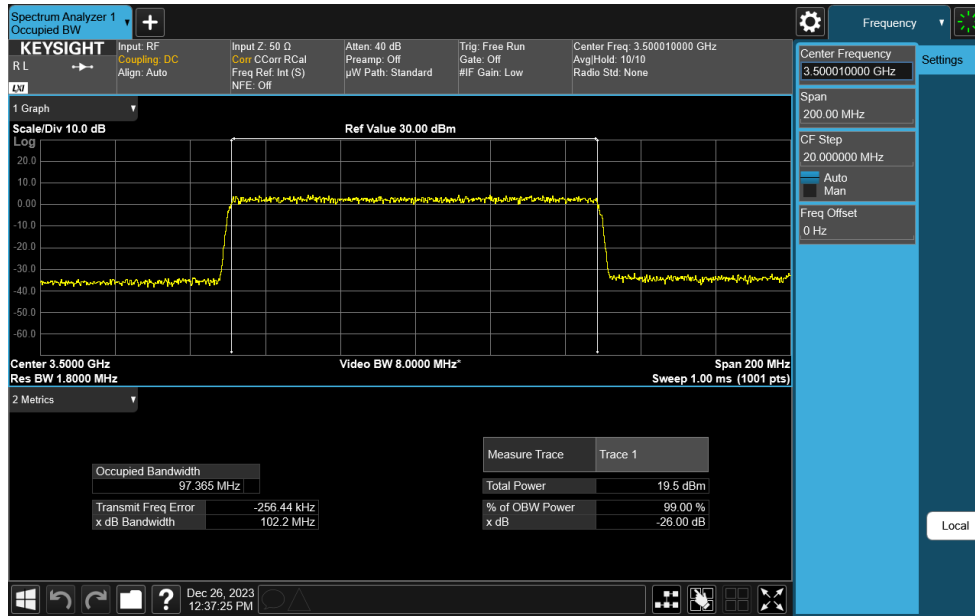 Spectrum Analyzer 1
Occupied BW
+
Frequency
KEYSIGHT
R L
LXI
Input: RF
Coupling: DC
Align: Auto
Input Z: 50 Ω
Corr CCorr RCal
Freq Ref: Int (S)
NFE: Off
Atten: 40 dB
Preamp: Off
µW Path: Standard
Trig: Free Run
Gate: Off
#IF Gain: Low
Center Freq: 3.500010000 GHz
Avg|Hold: 10/10
Radio Std: None
Center Frequency
3.500010000 GHz
Settings
Span
200.00 MHz
CF Step
20.000000 MHz
Auto
Man
Freq Offset
0 Hz
Local
1 Graph
Scale/Div 10.0 dB
Ref Value 30.00 dBm
Log
20.0
10.0
0.00
-10.0
-20.0
-30.0
-40.0
-50.0
-60.0
Center 3.5000 GHz
Video BW 8.0000 MHz*
Span 200 MHz
Res BW 1.8000 MHz
Sweep 1.00 ms (1001 pts)
2 Metrics
Occupied Bandwidth
97.365 MHz
Transmit Freq Error -256.44 kHz
x dB Bandwidth 102.2 MHz
Measure Trace Trace 1
Total Power 19.5 dBm
% of OBW Power 99.00 %
x dB -26.00 dB
?
Dec 26, 2023
12:37:25 PM